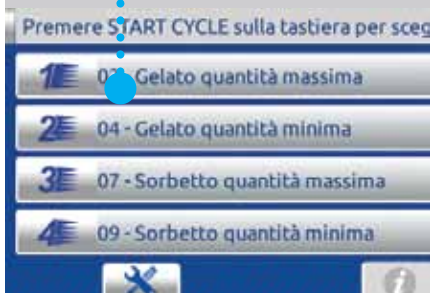 Premere START CYCLE sulla tastiera per sceg
1 - Gelato quantità massima
2 04 - Gelato quantità minima
3 07 - Sorbetto quantità massima
4 09 - Sorbetto quantità minima